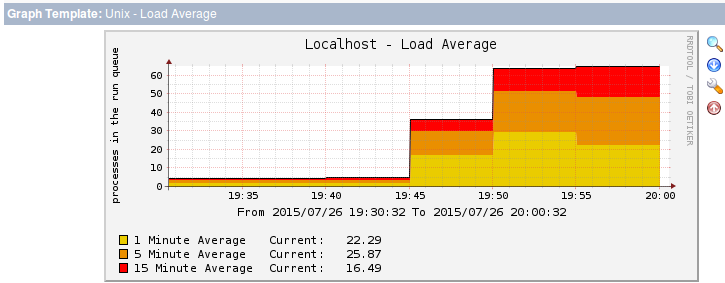 Graph Template: Unix - Load Average
Localhost - Load Average
RRDTOOL / TOBI OETIKER
processes in the run queue
60
50
40
30
20
10
0
19:35 19:40 19:45 19:50 19:55 20:00
From 2015/07/26 19:30:32 To 2015/07/26 20:00:32
1 Minute Average Current: 22.29
5 Minute Average Current: 25.87
15 Minute Average Current: 16.49